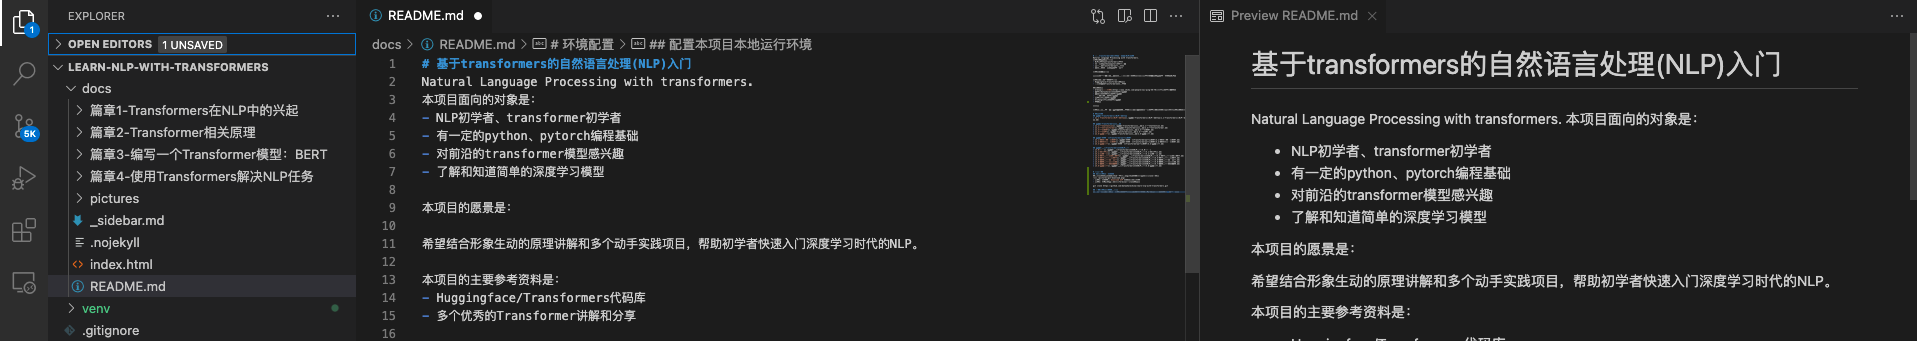 EXPLORER
OPEN EDITORS 1 UNSAVED
LEARN-NLP-WITH-TRANSFORMERS
docs
篇章1-Transformers在NLP中的兴起
篇章2-Transformer相关原理
篇章3-编写一个Transformer模型：BERT
篇章4-使用Transformers解决NLP任务
pictures
_sidebar.md
.nojekyll
index.html
README.md
venv
.gitignore
1
5K
README.md
docs > README.md > # 环境配置 > ## 配置本项目本地运行环境
1 # 基于transformers的自然语言处理(NLP)入门
2 Natural Language Processing with transformers.
3 本项目面向的对象是：
4 - NLP初学者、transformer初学者
5 - 有一定的python、pytorch编程基础
6 - 对前沿的transformer模型感兴趣
7 - 了解和知道简单的深度学习模型
8
9 本项目的愿景是：
10
11 希望结合形象生动的原理讲解和多个动手实践项目，帮助初学者快速入门深度学习时代的NLP。
12
13 本项目的主要参考资料是：
14 - Huggingface/Transformers代码库
15 - 多个优秀的Transformer讲解和分享
16
Preview README.md
基于transformers的自然语言处理(NLP)入门
Natural Language Processing with transformers. 本项目面向的对象是：
• NLP初学者、transformer初学者
• 有一定的python、pytorch编程基础
• 对前沿的transformer模型感兴趣
• 了解和知道简单的深度学习模型
本项目的愿景是：
希望结合形象生动的原理讲解和多个动手实践项目，帮助初学者快速入门深度学习时代的NLP。
本项目的主要参考资料是：